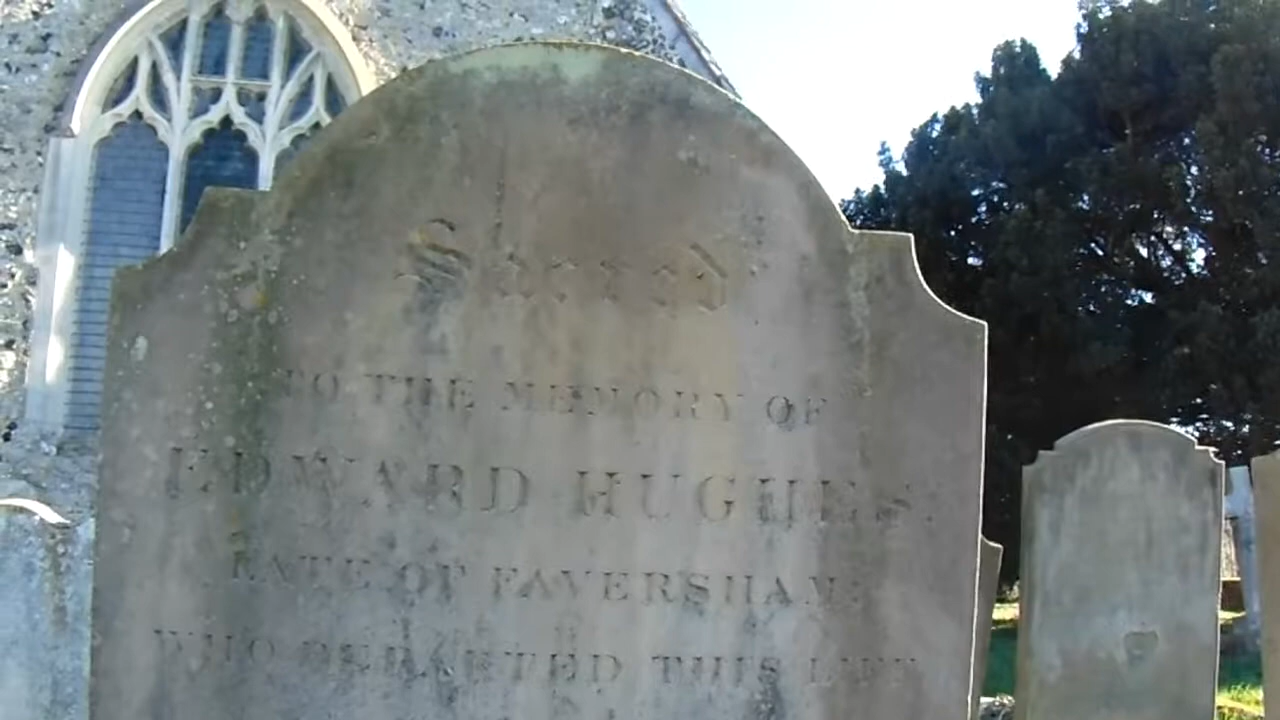 Sacred
TO THE MEMORY OF
EDWARD HUGHES,
LATE OF FAVERSHAM,
WHO DEPARTED THIS LIFE